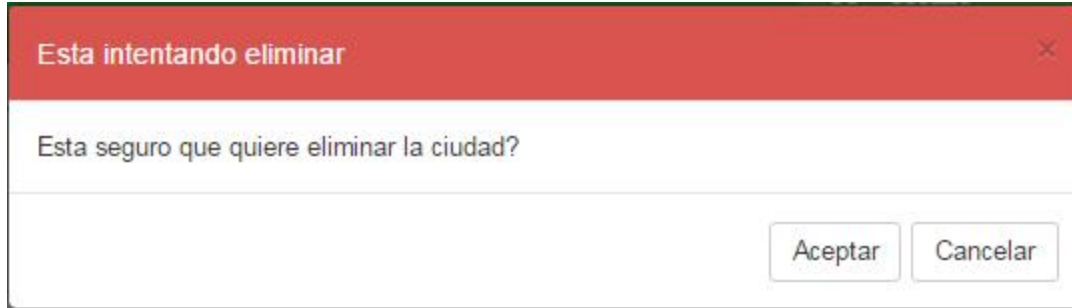 Esta intentando eliminar
×
Esta seguro que quiere eliminar la ciudad?
Aceptar
Cancelar